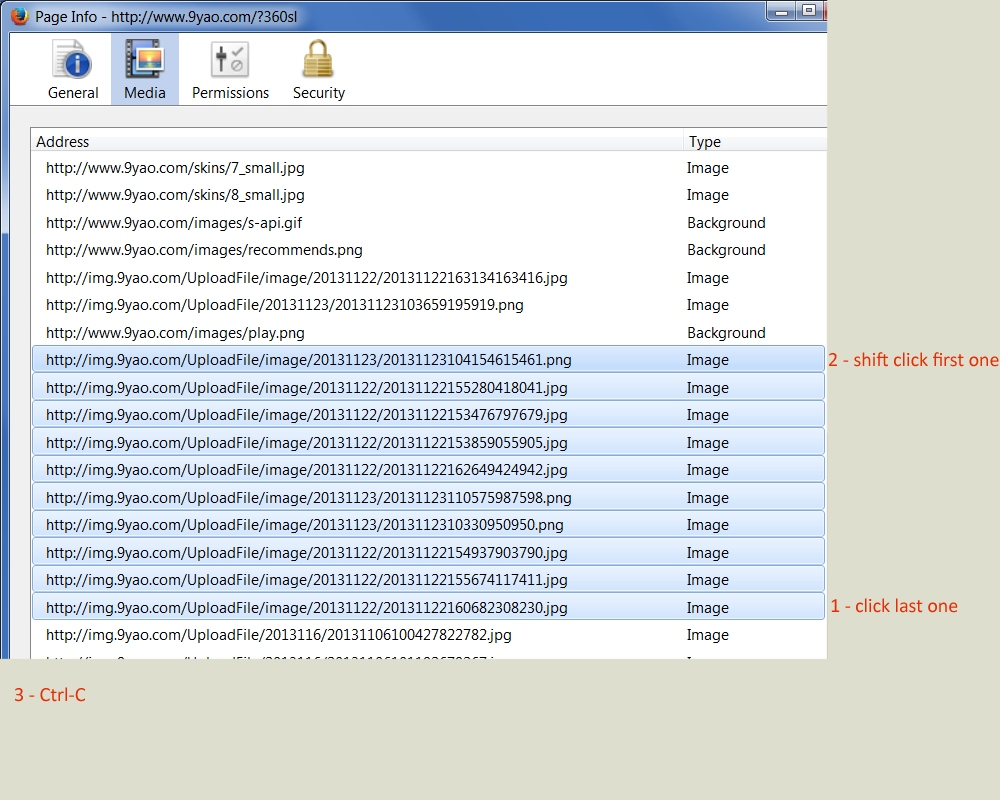 Page Info - http://www.9yao.com/?360sl
General Media Permissions Security
Address Type
http://www.9yao.com/skins/7_small.jpg Image
http://www.9yao.com/skins/8_small.jpg Image
http://www.9yao.com/images/s-api.gif Background
http://www.9yao.com/images/recommends.png Background
http://img.9yao.com/UploadFile/image/20131122/20131122163134163416.jpg Image
http://img.9yao.com/UploadFile/20131123/20131123103659195919.png Image
http://www.9yao.com/images/play.png Background
http://img.9yao.com/UploadFile/image/20131123/20131123104154615461.png Image 2 - shift click first one
http://img.9yao.com/UploadFile/image/20131122/20131122155280418041.jpg Image
http://img.9yao.com/UploadFile/image/20131122/20131122153476797679.jpg Image
http://img.9yao.com/UploadFile/image/20131122/20131122153859055905.jpg Image
http://img.9yao.com/UploadFile/image/20131122/20131122162649424942.jpg Image
http://img.9yao.com/UploadFile/image/20131123/20131123110575987598.png Image
http://img.9yao.com/UploadFile/image/20131123/2013112310330950950.png Image
http://img.9yao.com/UploadFile/image/20131122/20131122154937903790.jpg Image
http://img.9yao.com/UploadFile/image/20131122/20131122155674117411.jpg Image
http://img.9yao.com/UploadFile/image/20131122/20131122160682308230.jpg Image 1 - click last one
http://img.9yao.com/UploadFile/2013116/20131106100427822782.jpg Image
3 - Ctrl-C